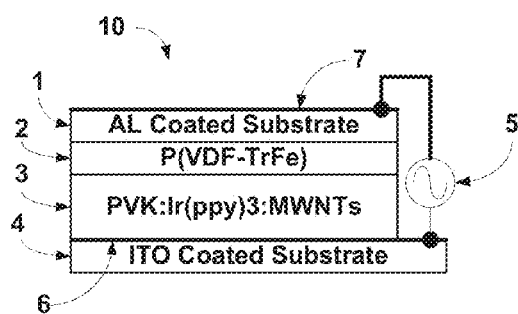 10
7
1
AL Coated Substrate
2
P(VDF-TrFe)
5
3
PVK:Ir(ppy)3:MWNTs
4
ITO Coated Substrate
6